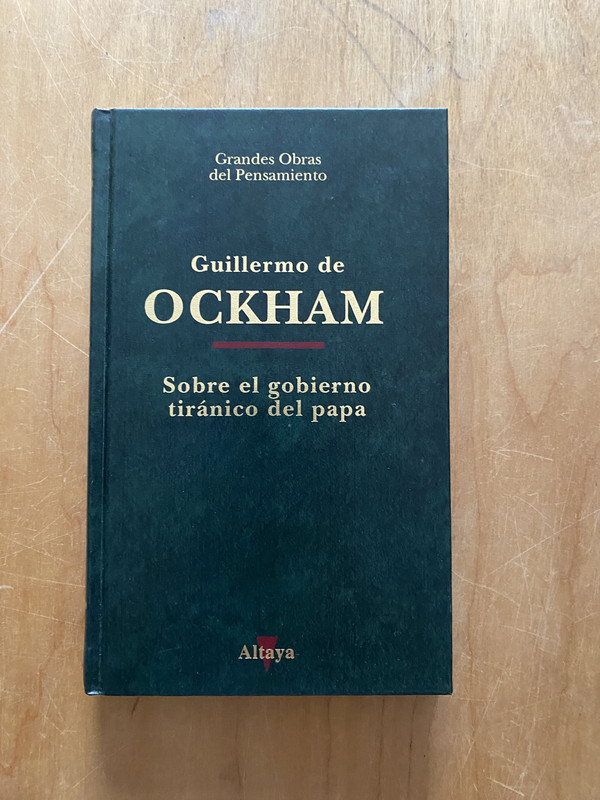 Grandes Obras
del Pensamiento
Guillermo de
OCKHAM
Sobre el gobierno
tiránico del papa
Altaya